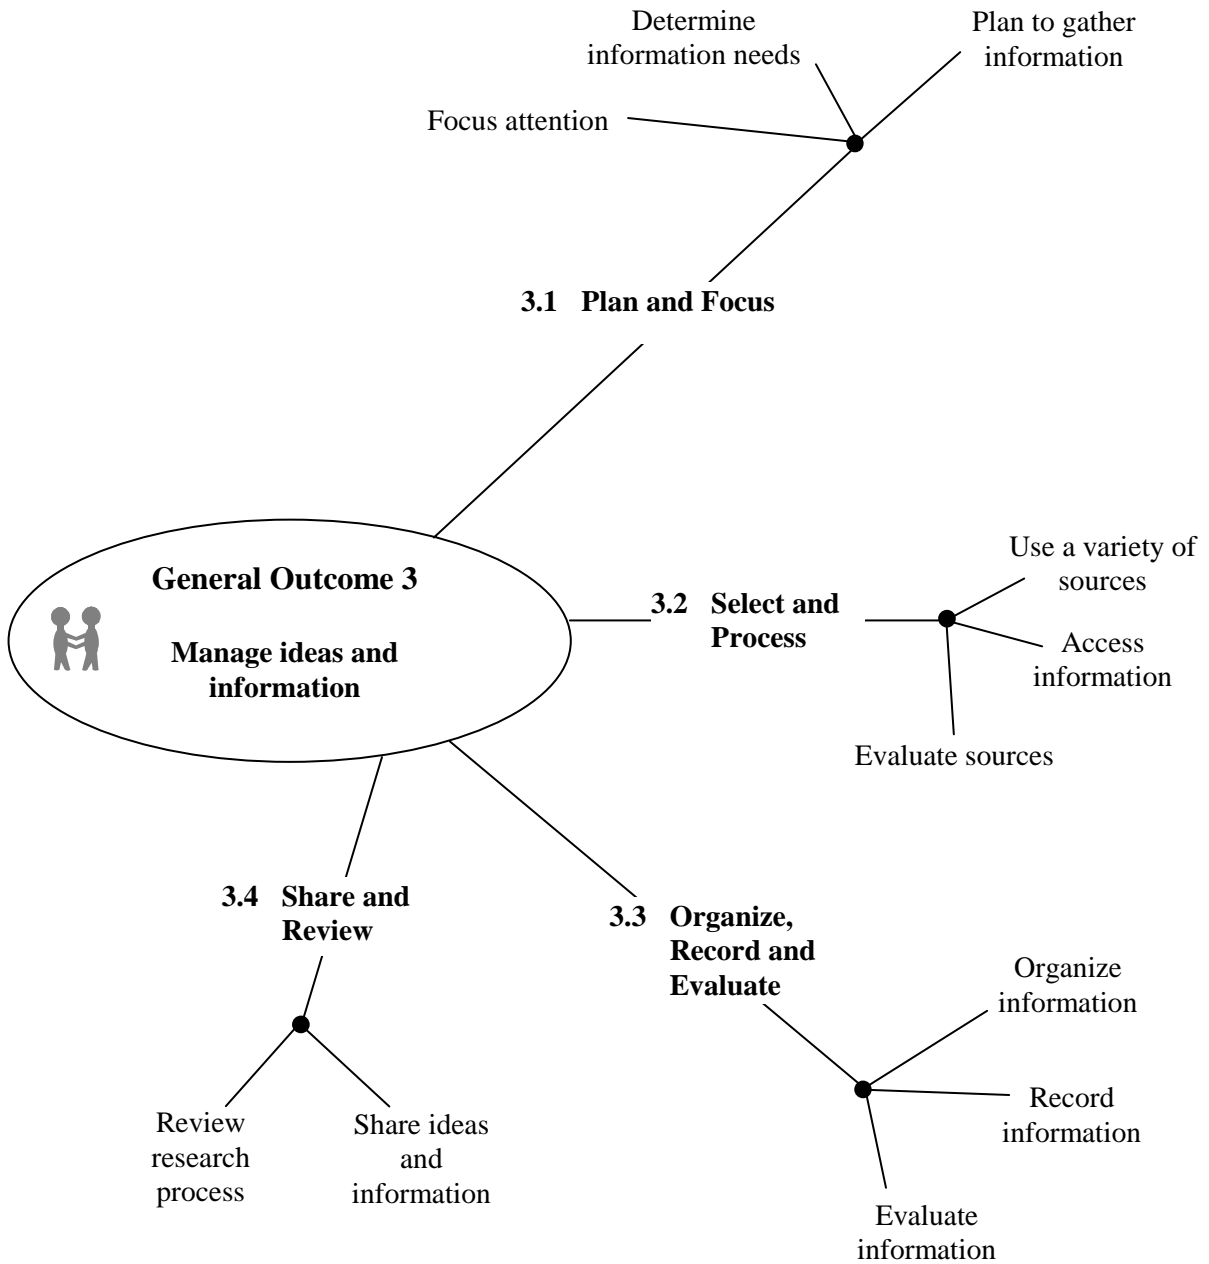 Determine
information needs
Plan to gather
information
Focus attention
3.1 Plan and Focus
General Outcome 3
Manage ideas and
information
3.2 Select and
Process
Use a variety of
sources
Access
information
Evaluate sources
3.4 Share and
Review
3.3 Organize,
Record and
Evaluate
Organize
information
Record
information
Evaluate
information
Review
research
process
Share ideas
and
information